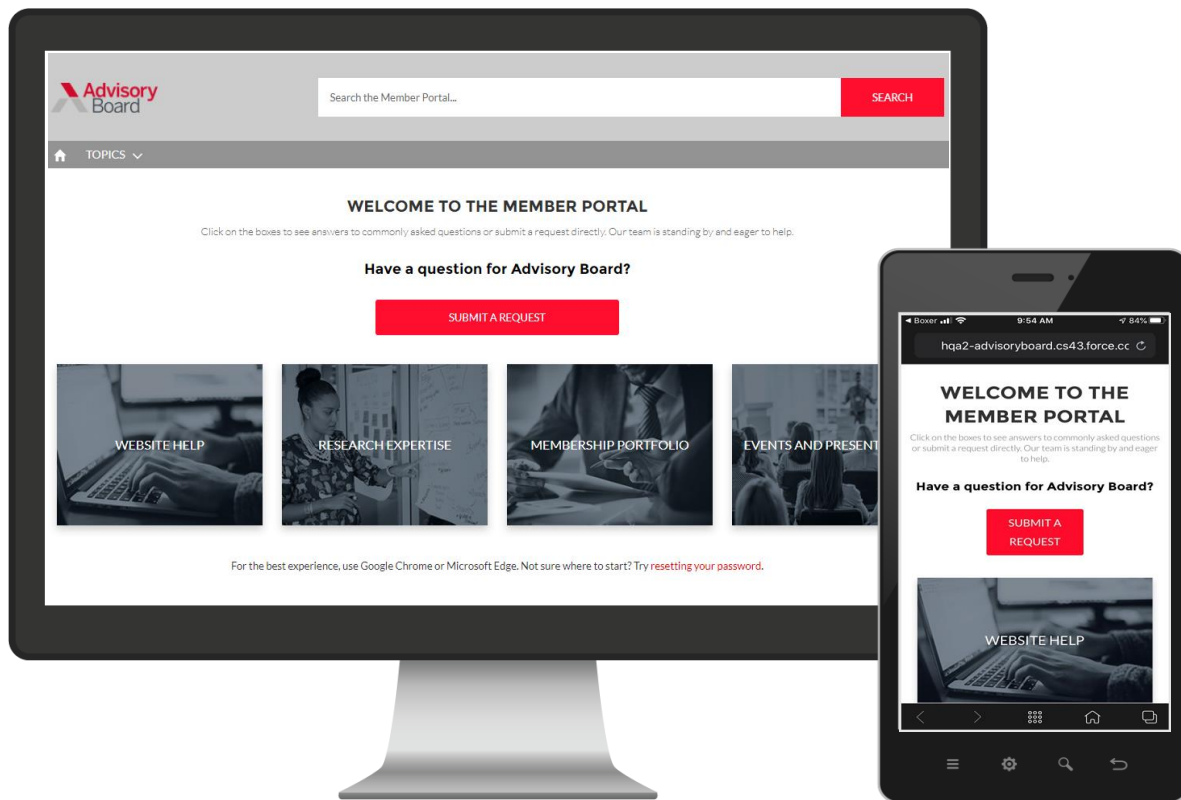 Advisory
Board
Search the Member Portal...
SEARCH
TOPICS
WELCOME TO THE MEMBER PORTAL
Click on the boxes to see answers to commonly asked questions or submit a request directly. Our team is standing by and eager to help.
Have a question for Advisory Board?
SUBMIT A REQUEST
WEBSITE HELP
RESEARCH EXPERTISE
MEMBERSHIP PORTFOLIO
EVENTS AND PRESENT
For the best experience, use Google Chrome or Microsoft Edge. Not sure where to start? Try resetting your password.
Boxer 9:54 AM 84%
hqa2-advisoryboard.cs43.force.cc
WELCOME TO THE
MEMBER PORTAL
Click on the boxes to see answers to commonly asked questions
or submit a request directly. Our team is standing by and eager
to help.
Have a question for Advisory Board?
SUBMIT A
REQUEST
WEBSITE HELP